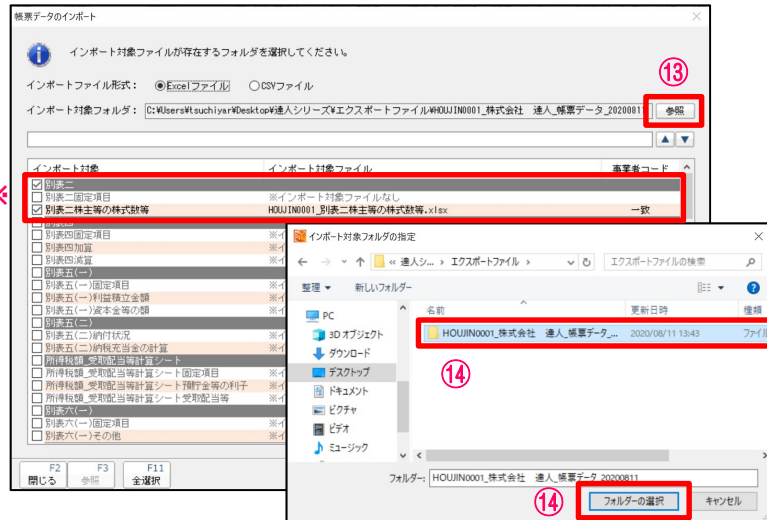 帳票データのインポート
インポート対象ファイルが存在するフォルダを選択してください。
⑬
インポートファイル形式： Excelファイル CSVファイル
インポート対象フォルダ： C:¥Users¥tsuchiyar¥Desktop¥達人シリーズ¥エクスポートファイル¥HOUJIN0001_株式会社　達人_帳票データ_2020081 参照
インポート対象 インポート対象ファイル 事業者コード
※
別表二
別表二固定項目 ※インポート対象ファイルなし
別表二株主等の株式数等 HOUJIN0001_別表二株主等の株式数等.xlsx 一致
別表四固定項目 ※イ
別表四加算 ※イ
別表四減算 ※イ
別表五(一)
別表五(一)固定項目 ※イ
別表五(一)利益積立金額 ※イ
別表五(一)資本金等の額 ※イ
別表五(二)
別表五(二)納付状況 ※イ
別表五(二)納税充当金の計算 ※イ
所得税額_受取配当等計算シート
所得税額_受取配当等計算シート固定項目 ※イ
所得税額_受取配当等計算シート預貯金等の利子 ※イ
所得税額_受取配当等計算シート受取配当等 ※イ
別表六(一)
別表六(一)固定項目 ※イ
別表六(一)その他 ※イ
F2 F3 F11
閉じる 参照 全選択
インポート対象フォルダの指定
« 達人シ... › エクスポートファイル › エクスポートファイルの検索
整理 新しいフォルダー
名前 更新日時 種類
PC
3D オブジェクト
ダウンロード
デスクトップ
ドキュメント
ピクチャ
ビデオ
ミュージック
HOUJIN0001_株式会社　達人_帳票データ_... 2020/08/11 13:43 ファイル
⑭
フォルダー: HOUJIN0001_株式会社　達人_帳票データ_20200811
⑭
フォルダーの選択 キャンセル